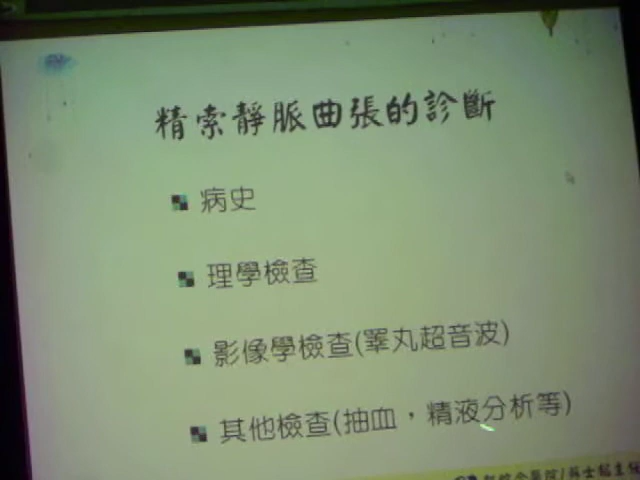 精索靜脈曲張的診斷
病史
理學檢查
影像學檢查(睪丸超音波)
其他檢查(抽血，精液分析等)